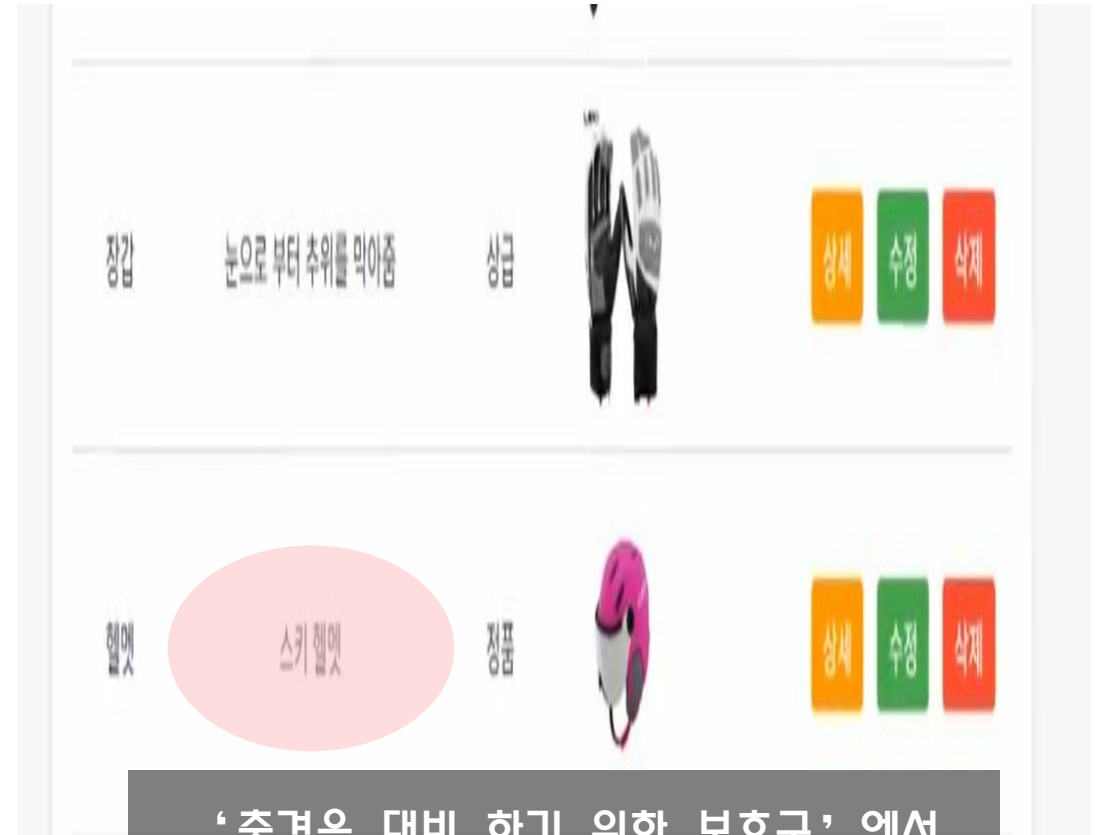 장갑 눈으로 부터 추위를 막아줌 상급 상세 수정 삭제
헬멧 스키 헬멧 정품 상세 수정 삭제
‘충격을 대비 하기 위한 보호구’ 에서